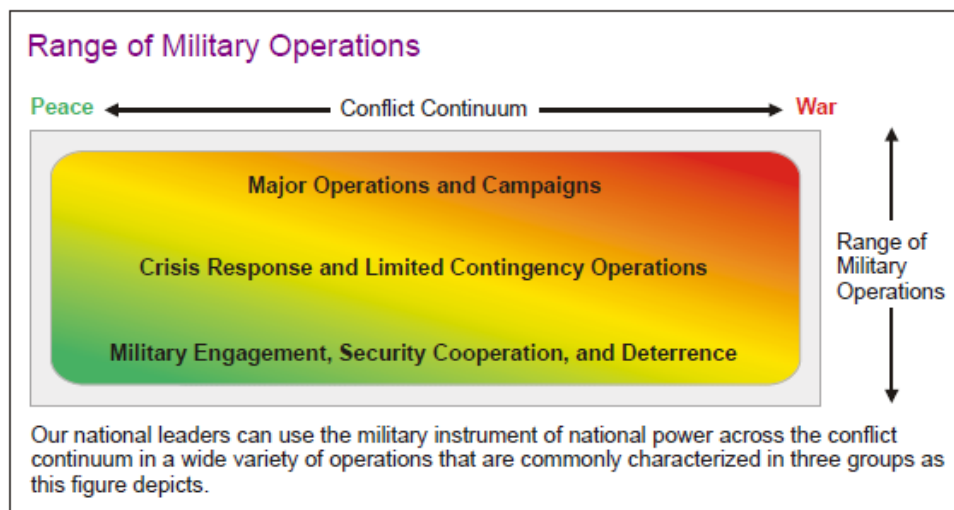 Range of Military Operations
Peace
Conflict Continuum
War
Major Operations and Campaigns
Crisis Response and Limited Contingency Operations
Military Engagement, Security Cooperation, and Deterrence
Range of
Military
Operations
Our national leaders can use the military instrument of national power across the conflict
continuum in a wide variety of operations that are commonly characterized in three groups as
this figure depicts.